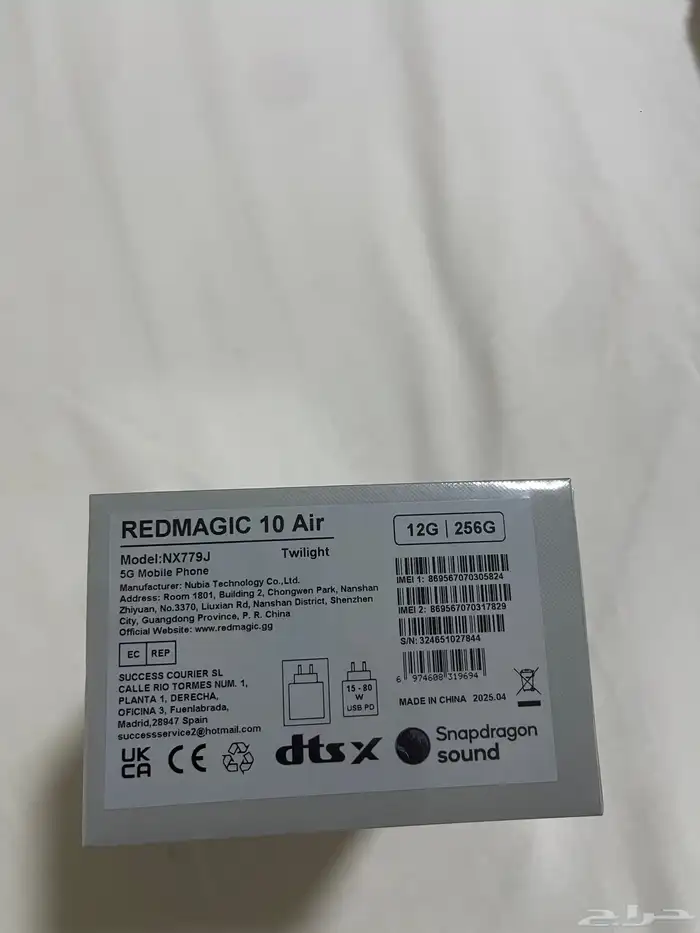 REDMAGIC 10 Air
12G | 256G
Model:NX779J
Twilight
5G Mobile Phone
Manufacturer: Nubia Technology Co.,Ltd.
Address: Room 1801, Building 2, Chongwen Park, Nanshan
Zhiyuan, No.3370, Liuxian Rd, Nanshan District, Shenzhen
City, Guangdong Province, P. R. China
Official Website: www.redmagic.gg
IMEI 1: 869567070305824
IMEI 2: 869567070317829
S/N: 324651027844
6 974688 319694
EC REP
SUCCESS COURIER SL
CALLE RIO TORMES NUM. 1,
PLANTA 1, DERECHA,
OFICINA 3, Fuenlabrada,
Madrid,28947 Spain
successservice2@hotmail.com
15 - 80
W
USB PD
MADE IN CHINA 2025.04
UK
CA
CE
dts X
Snapdragon
sound
حراج